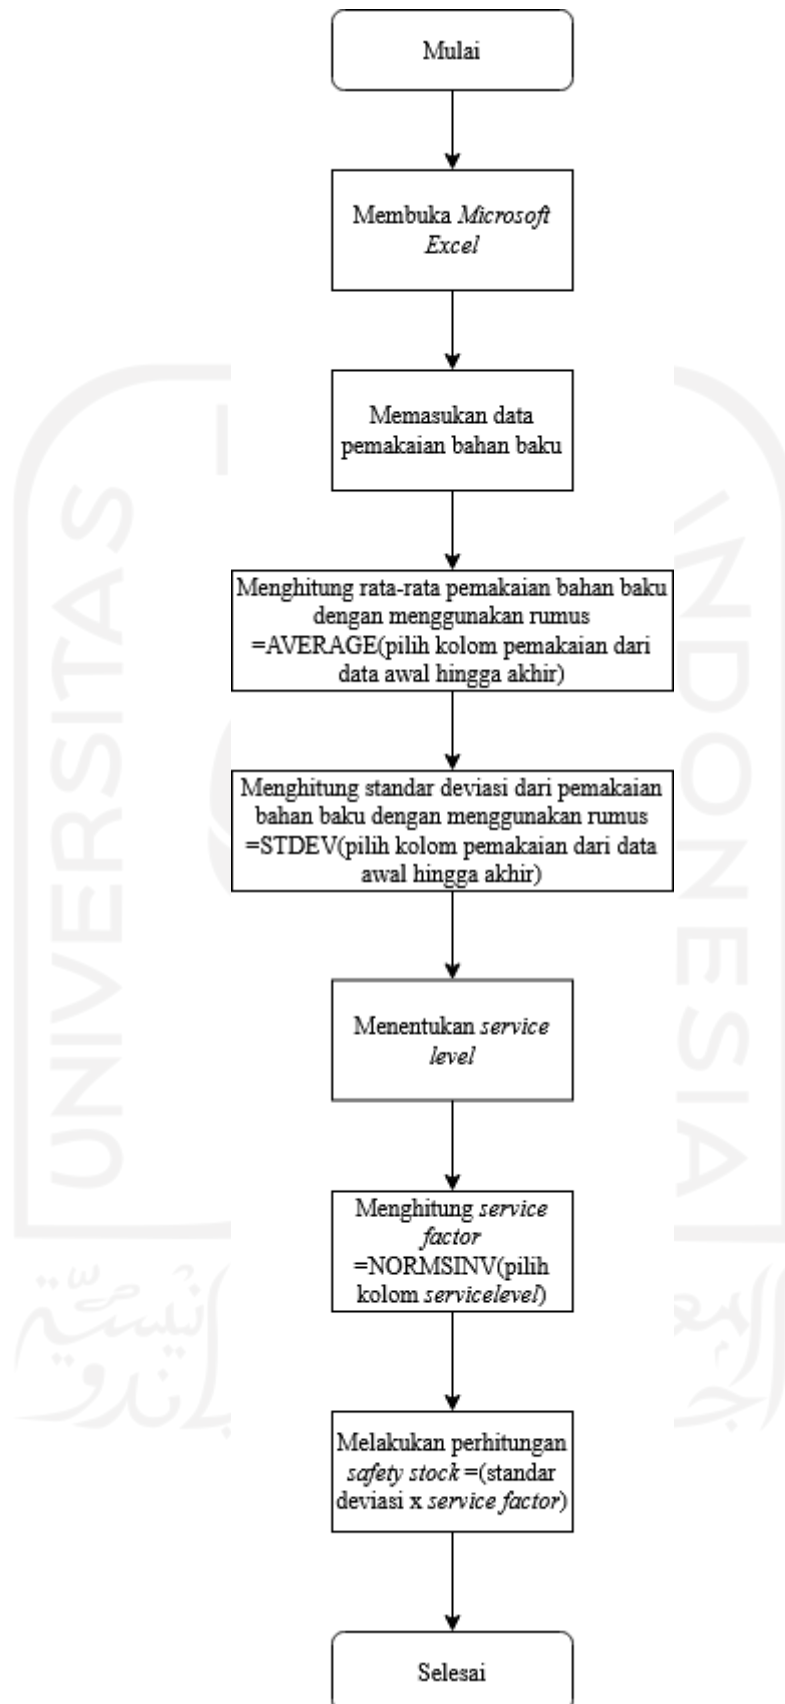 Mulai
Membuka Microsoft
Excel
Memasukan data
pemakaian bahan baku
Menghitung rata-rata pemakaian bahan baku
dengan menggunakan rumus
=AVERAGE(pilih kolom pemakaian dari
data awal hingga akhir)
Menghitung standar deviasi dari pemakaian
bahan baku dengan menggunakan rumus
=STDEV(pilih kolom pemakaian dari data
awal hingga akhir)
Menentukan service
level
Menghitung service
factor
=NORMSINV(pilih
kolom servicelevel)
Melakukan perhitungan
safety stock =(standar
deviasi x service factor)
Selesai
UNIVERSITAS
NDONESIA